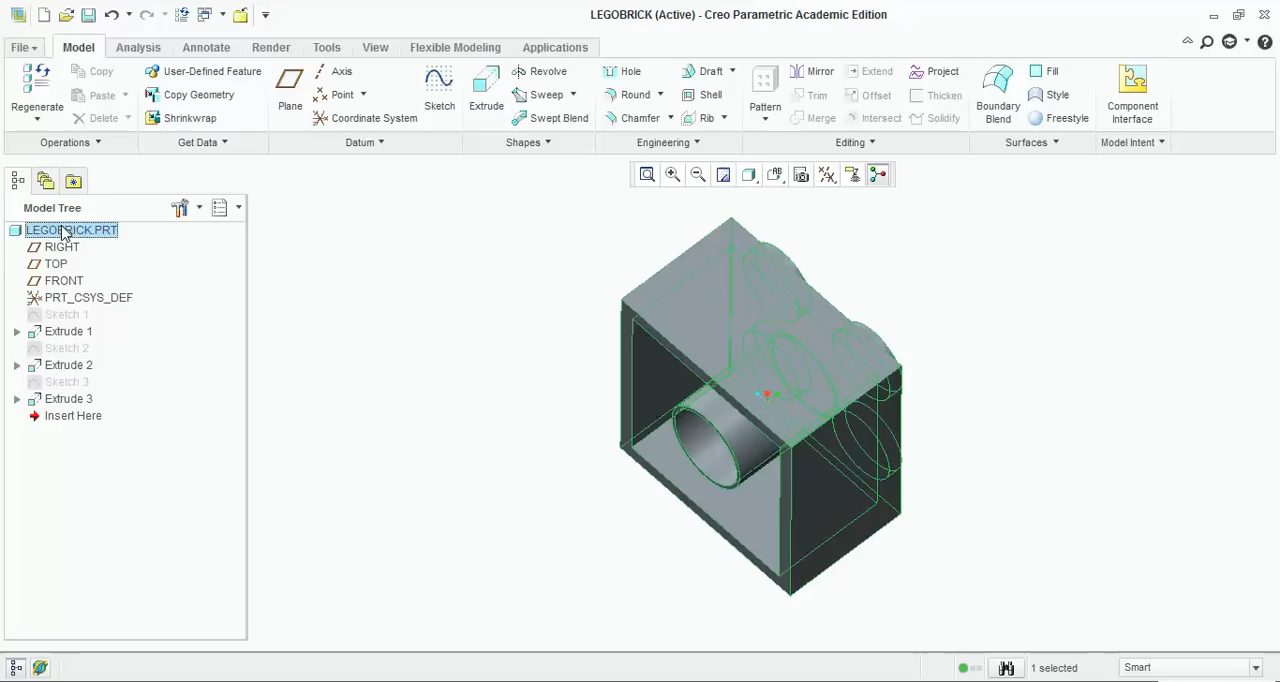 LEGOBRICK (Active) - Creo Parametric Academic Edition
File Model Analysis Annotate Render Tools View Flexible Modeling Applications
Regenerate
Copy
Paste
Delete
Operations
User-Defined Feature
Copy Geometry
Shrinkwrap
Get Data
Plane
Axis
Point
Coordinate System
Datum
Sketch
Extrude
Revolve
Sweep
Swept Blend
Shapes
Hole
Round
Chamfer
Draft
Shell
Rib
Engineering
Pattern
Mirror
Trim
Merge
Extend
Offset
Intersect
Project
Thicken
Solidify
Editing
Boundary
Blend
Fill
Style
Freestyle
Surfaces
Component
Interface
Model Intent
Model Tree
LEGOBRICK.PRT
RIGHT
TOP
FRONT
PRT_CSYS_DEF
Sketch 1
Extrude 1
Sketch 2
Extrude 2
Sketch 3
Extrude 3
Insert Here
1 selected
Smart